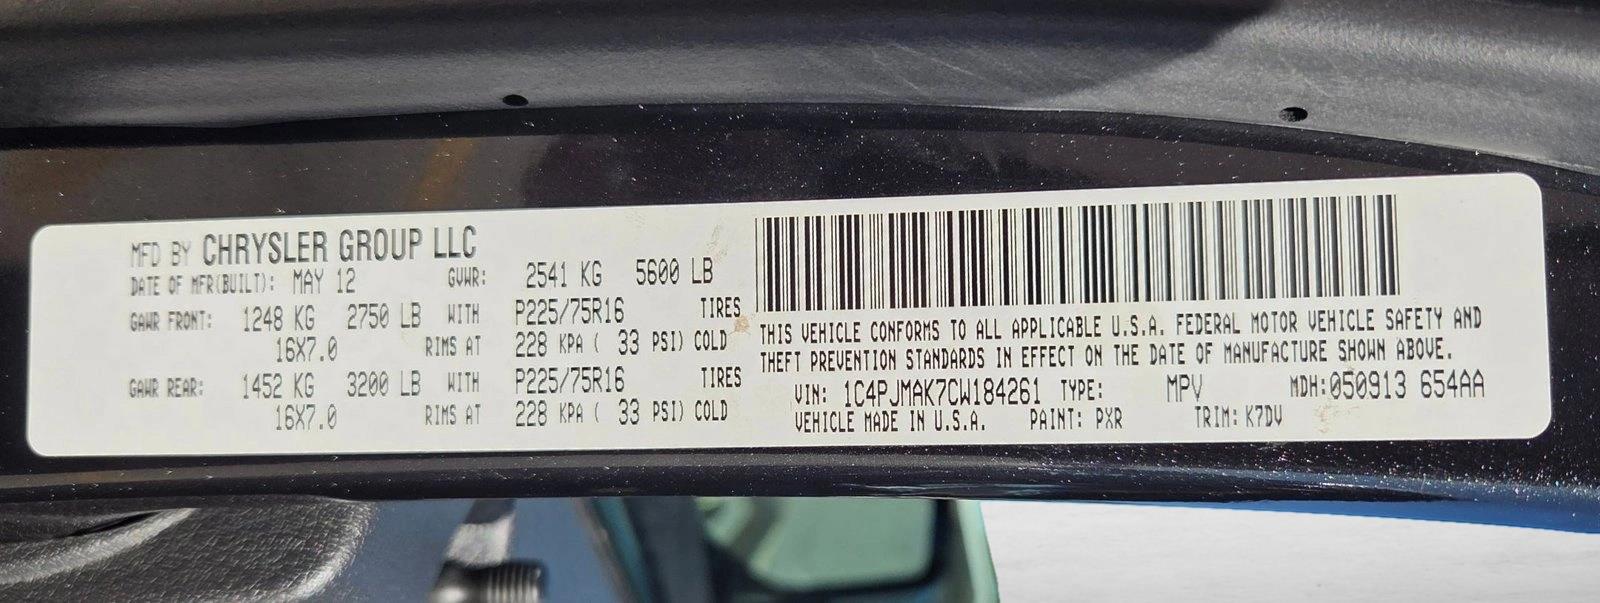 MFD BY CHRYSLER GROUP LLC
DATE OF MFR(BUILT): MAY 12 GVWR: 2541 KG 5600 LB
GAWR FRONT: 1248 KG 2750 LB WITH P225/75R16 TIRES
16X7.0 RIMS AT 228 KPA ( 33 PSI) COLD
GAWR REAR: 1452 KG 3200 LB WITH P225/75R16 TIRES
16X7.0 RIMS AT 228 KPA ( 33 PSI) COLD
THIS VEHICLE CONFORMS TO ALL APPLICABLE U.S.A. FEDERAL MOTOR VEHICLE SAFETY AND
THEFT PREVENTION STANDARDS IN EFFECT ON THE DATE OF MANUFACTURE SHOWN ABOVE.
VIN: 1C4PJMAK7CW184261 TYPE: MPV MDH:050913 654AA
VEHICLE MADE IN U.S.A. PAINT: PXR TRIM: K7DV